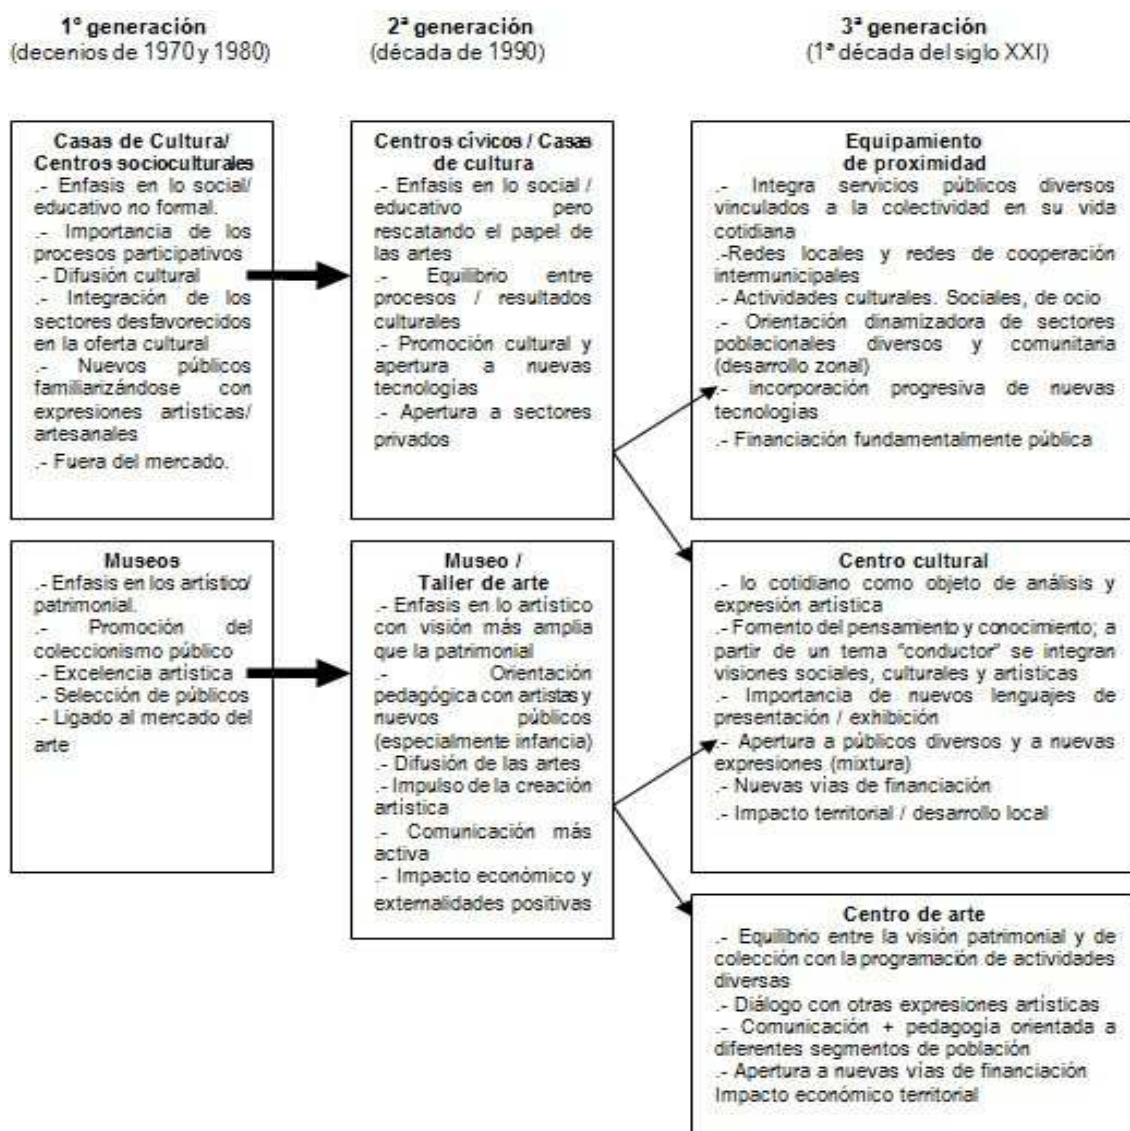 1º generación
(decenios de 1970 y 1980)
2ª generación
(década de 1990)
3ª generación
(1ª década del siglo XXI)
Casas de Cultura/
Centros socioculturales
.- Enfasis en lo social/
educativo no formal.
.- Importancia de los
procesos participativos
.- Difusión cultural
.- Integración de los
sectores desfavorecidos
en la oferta cultural
.- Nuevos públicos
familiarizándose con
expresiones artísticas/
artesanales
.- Fuera del mercado.
Centros cívicos / Casas
de cultura
.- Enfasis en lo social /
educativo pero
rescatando el papel de
las artes
.- Equilibrio entre
procesos / resultados
culturales
.- Promoción cultural y
apertura a nuevas
tecnologías
.- Apertura a sectores
privados
Equipamiento
de proximidad
.- Integra servicios públicos diversos
vinculados a la colectividad en su vida
cotidiana
.-Redes locales y redes de cooperación
intermunicipales
.- Actividades culturales. Sociales, de ocio
.- Orientación dinamizadora de sectores
poblacionales diversos y comunitaria
(desarrollo zonal)
.- incorporación progresiva de nuevas
tecnologías
.- Financiación fundamentalmente pública
Museos
.- Enfasis en los artístico/
patrimonial.
.- Promoción del
coleccionismo público
.- Excelencia artística
.- Selección de públicos
.- Ligado al mercado del
arte
Museo /
Taller de arte
.- Enfasis en lo artístico
con visión más amplia
que la patrimonial
.- Orientación
pedagógica con artistas y
nuevos públicos
(especialmente infancia)
.- Difusión de las artes
.- Impulso de la creación
artística
.- Comunicación más
activa
.- Impacto económico y
externalidades positivas
Centro cultural
.- lo cotidiano como objeto de análisis y
expresión artística
.- Fomento del pensamiento y conocimiento; a
partir de un tema "conductor" se integran
visiones sociales, culturales y artísticas
.- Importancia de nuevos lenguajes de
presentación / exhibición
.- Apertura a públicos diversos y a nuevas
expresiones (mixtura)
.- Nuevas vías de financiación
.- Impacto territorial / desarrollo local
Centro de arte
.- Equilibrio entre la visión patrimonial y de
colección con la programación de actividades
diversas
.- Diálogo con otras expresiones artísticas
.- Comunicación + pedagogía orientada a
diferentes segmentos de población
.- Apertura a nuevas vías de financiación
Impacto económico territorial